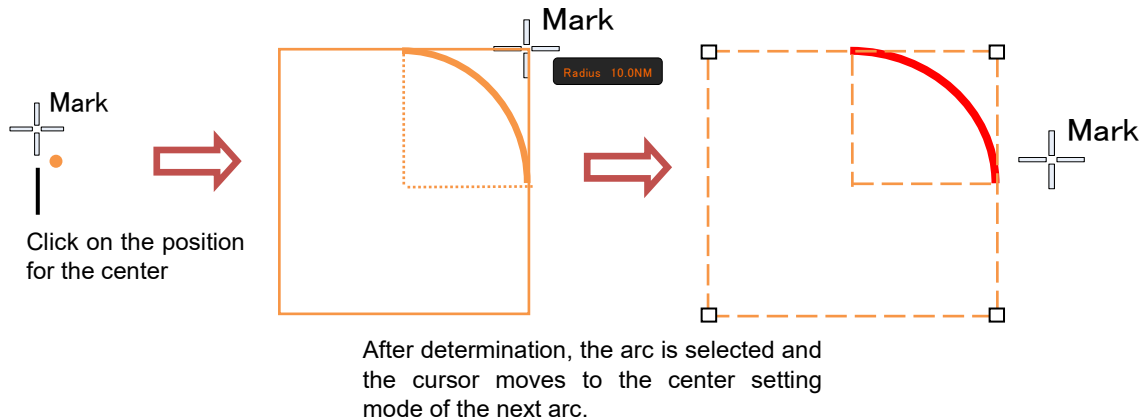 Mark
Click on the position
for the center
Mark
Radius 10.0NM
Mark
After determination, the arc is selected and
the cursor moves to the center setting
mode of the next arc.